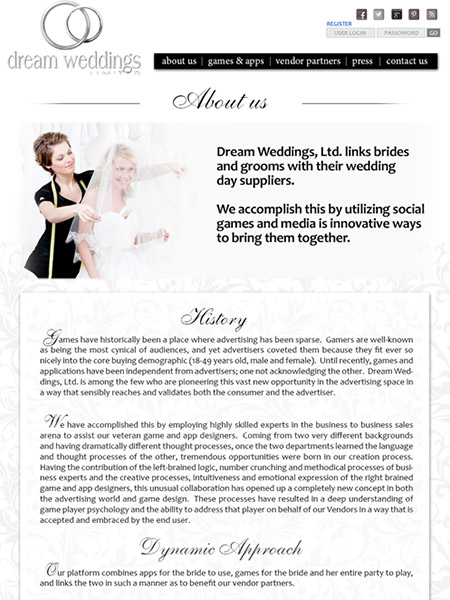 REGISTER
USER LOGIN PASSWOORD GO
dream weddings
LIMITED
about us | games & apps | vendor partners | press | contact us
About us
Dream Weddings, Ltd. links brides
and grooms with their wedding
day suppliers.
We accomplish this by utilizing social
games and media is innovative ways
to bring them together.
History
Games have historically been a place where advertising has been sparse. Gamers are well-known
as being the most cynical of audiences, and yet advertisers coveted them because they fit ever so
nicely into the core buying demographic (18-49 years old, male and female). Until recently, games and
applications have been independent from advertisers; one not acknowledging the other. Dream Wed-
dings, Ltd. is among the few who are pioneering this vast new opportunity in the advertising space in
a way that sensibly reaches and validates both the consumer and the advertiser.
We have accomplished this by employing highly skilled experts in the business to business sales
arena to assist our veteran game and app designers. Coming from two very different backgrounds
and having dramatically different thought processes, once the two departments learned the language
and thought processes of the other, tremendous opportunities were born in our creation process.
Having the contribution of the left-brained logic, number crunching and methodical processes of busi-
ness experts and the creative processes, intuitiveness and emotional expression of the right brained
game and app designers, this unusual collaboration has opened up a completely new concept in both
the advertising world and game design. These processes have resulted in a deep understanding of
game player psychology and the ability to address that player on behalf of our Vendors in a way that is
accepted and embraced by the end user.
Dynamic Approach
Our platform combines apps for the bride to use, games for the bride and her entire party to play,
and links the two in such a manner as to benefit our vendor partners.